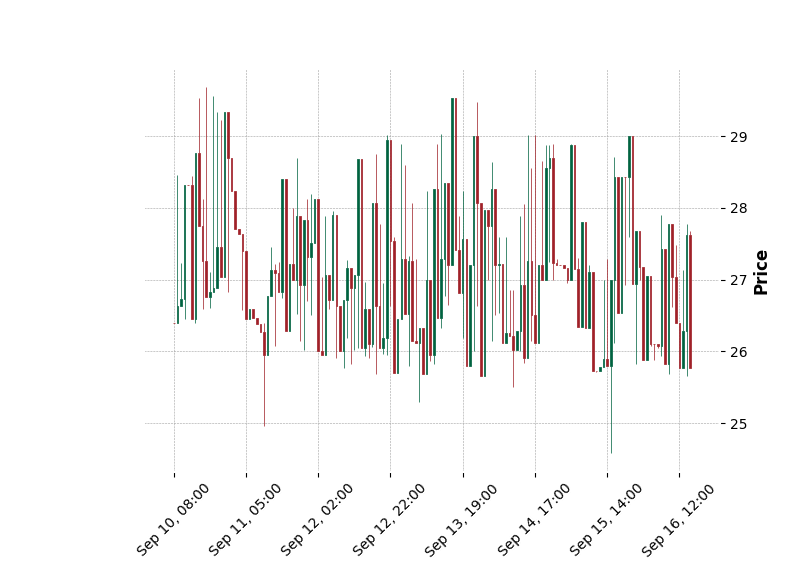 29
28
27
26
25
Price
Sep 10, 08:00
Sep 11, 05:00
Sep 12, 02:00
Sep 12, 22:00
Sep 13, 19:00
Sep 14, 17:00
Sep 15, 14:00
Sep 16, 12:00